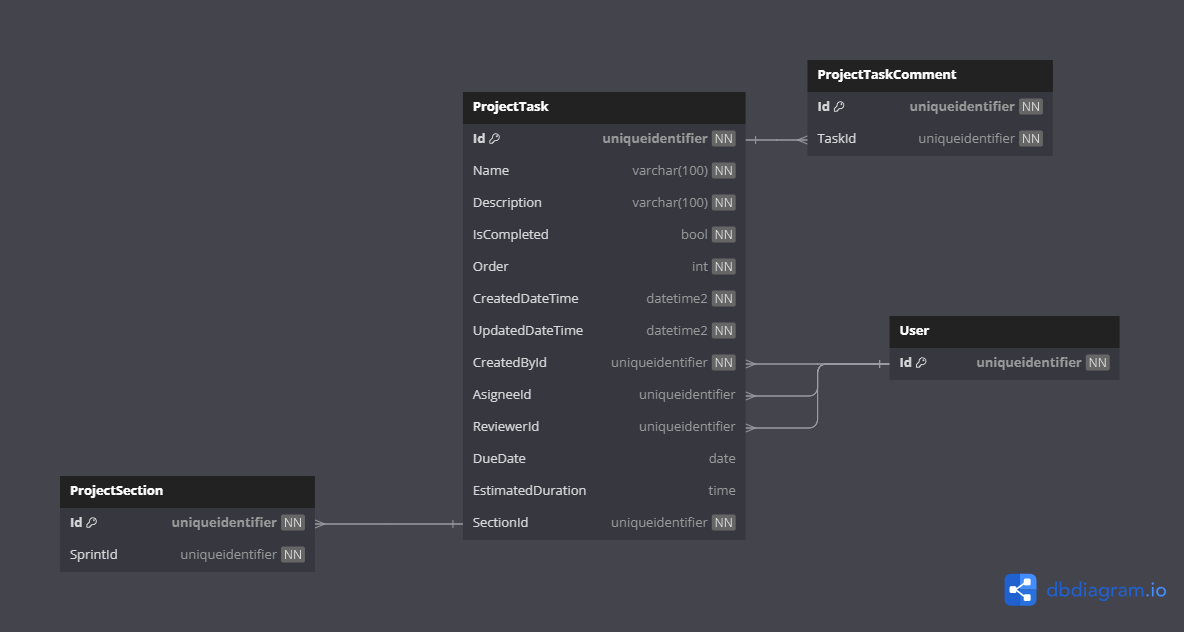 ProjectTaskComment
Id uniqueidentifier NN
TaskId uniqueidentifier NN
ProjectTask
Id uniqueidentifier NN
Name varchar(100) NN
Description varchar(100) NN
IsCompleted bool NN
Order int NN
CreatedDateTime datetime2 NN
UpdatedDateTime datetime2 NN
CreatedById uniqueidentifier NN
AsigneeId uniqueidentifier
ReviewerId uniqueidentifier
DueDate date
EstimatedDuration time
SectionId uniqueidentifier NN
User
Id uniqueidentifier NN
ProjectSection
Id uniqueidentifier NN
SprintId uniqueidentifier NN
dbdiagram.io